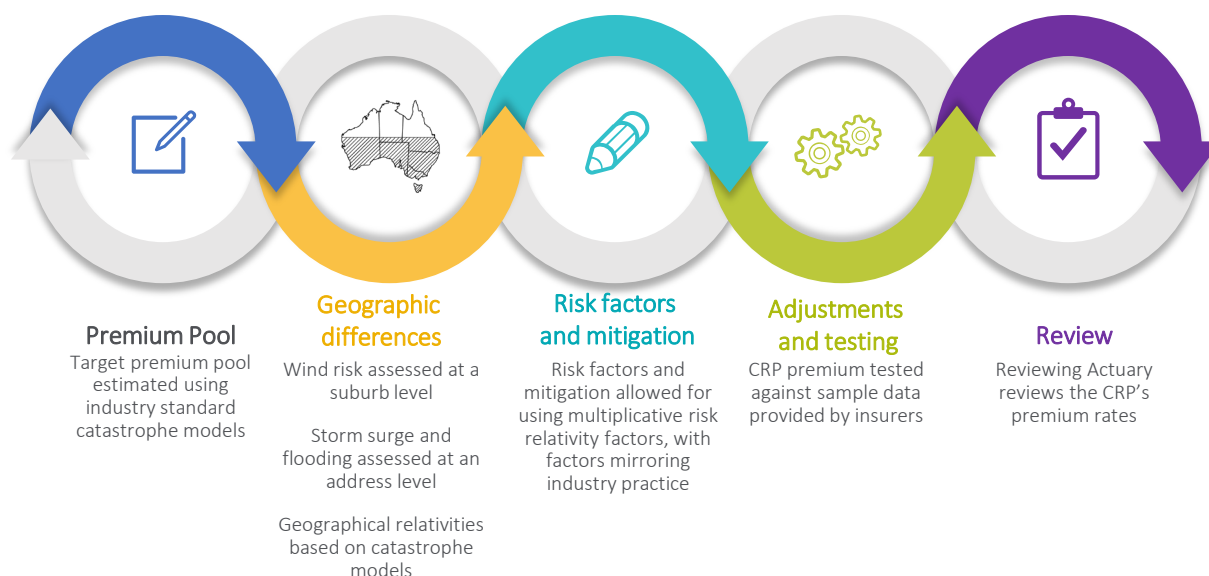 Premium Pool
Target premium pool
estimated using
industry standard
catastrophe models
Geographic
differences
Wind risk assessed at a
suburb level
Storm surge and
flooding assessed at an
address level
Geographical relativities
based on catastrophe
models
Risk factors
and mitigation
Risk factors and
mitigation allowed for
using multiplicative risk
relativity factors, with
factors mirroring
industry practice
Adjustments
and testing
CRP premium tested
against sample data
provided by insurers
Review
Reviewing Actuary
reviews the CRP’s
premium rates